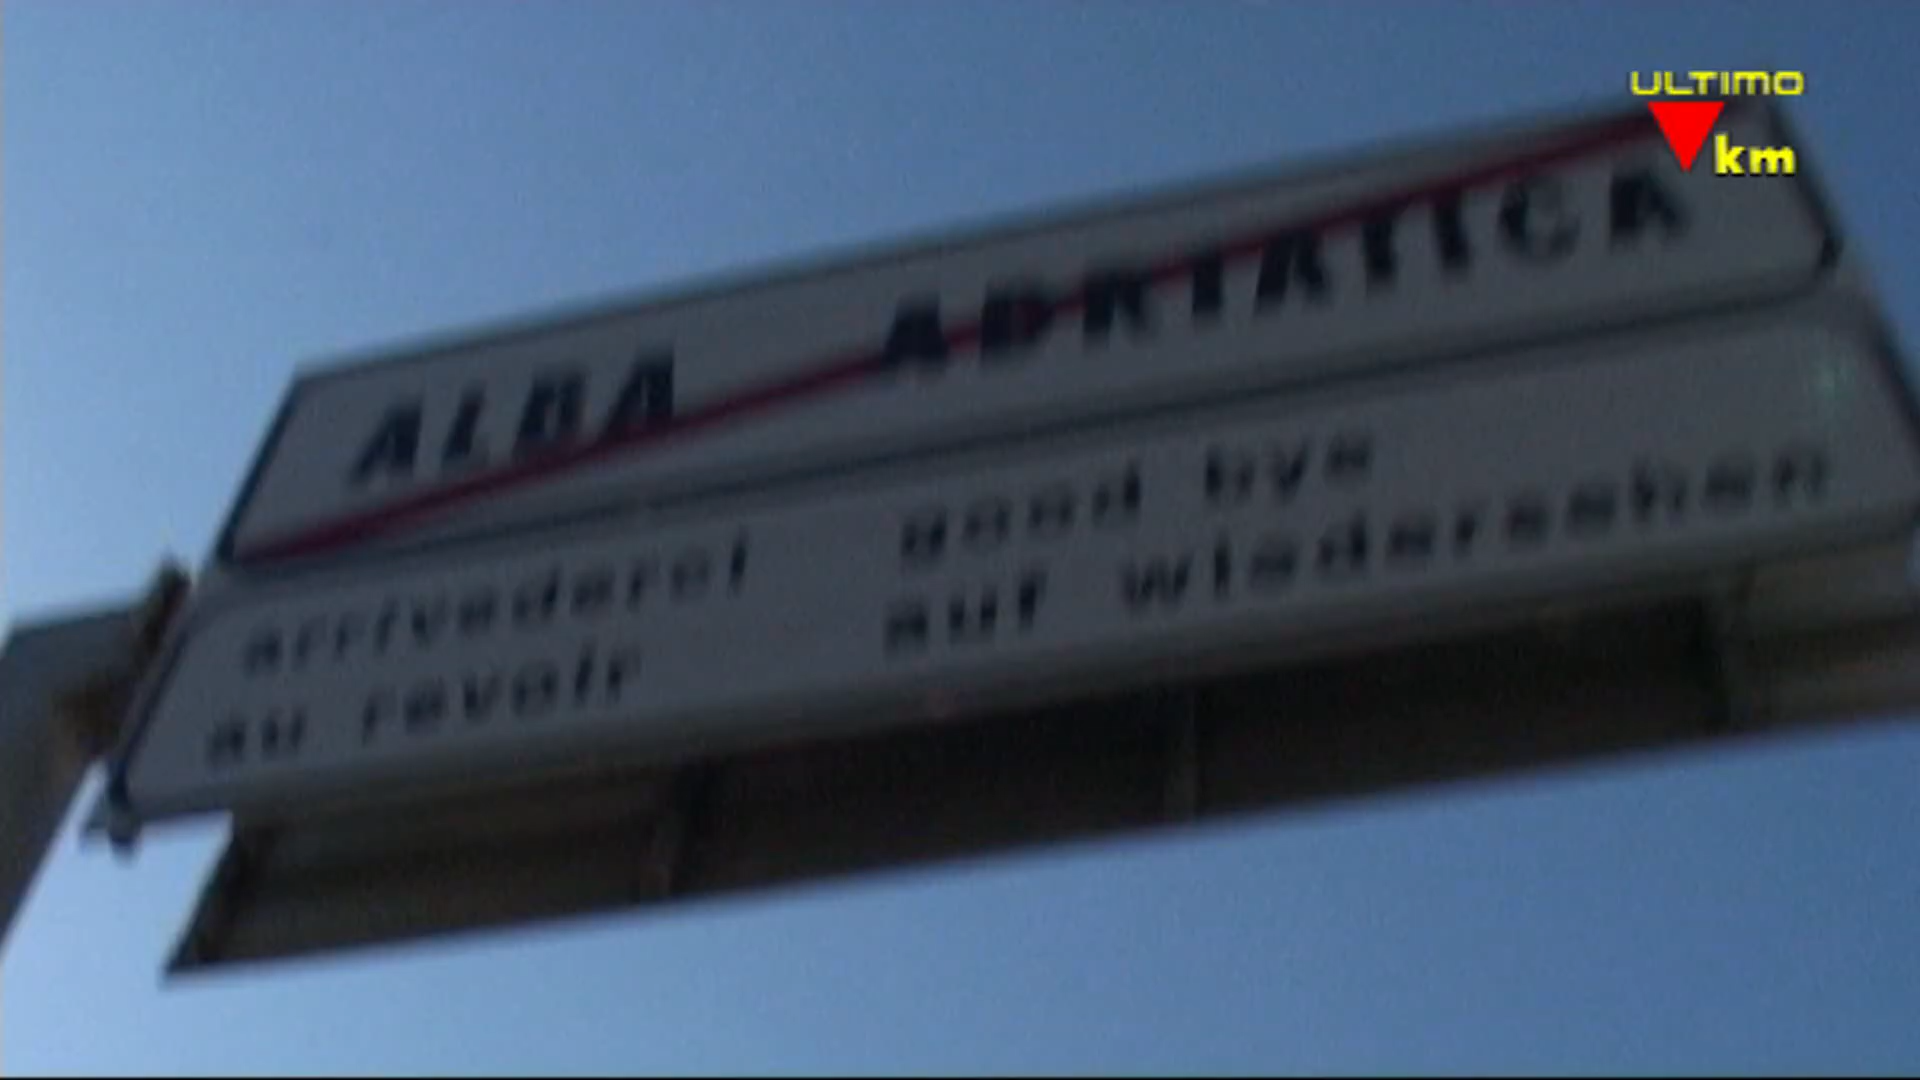 ULTIMO
km
ALBA ADRIATICA
arrivederci good bye
au revoir auf wiedersehen